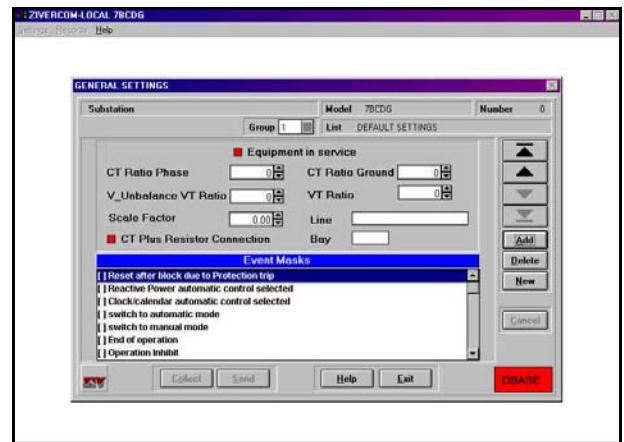 ZIVERCOM-LOCAL 7BCDG
Settings Records Help
GENERAL SETTINGS
Substation Model 7BCDG Number 0
Group 1 List DEFAULT SETTINGS
Equipment in service
CT Ratio Phase 0 CT Ratio Ground 0
V_Unbalance VT Ratio 0 VT Ratio 0
Scale Factor 0.00 Line
CT Plus Resistor Connection Bay
Event Masks
[ ] Reset after block due to Protection trip
[ ] Reactive Power automatic control selected
[ ] Clock/calendar automatic control selected
[ ] switch to automatic mode
[ ] switch to manual mode
[ ] End of operation
[ ] Operation Inhibit
Add
Delete
New
Cancel
ZIV Collect Send Help Exit DBASE